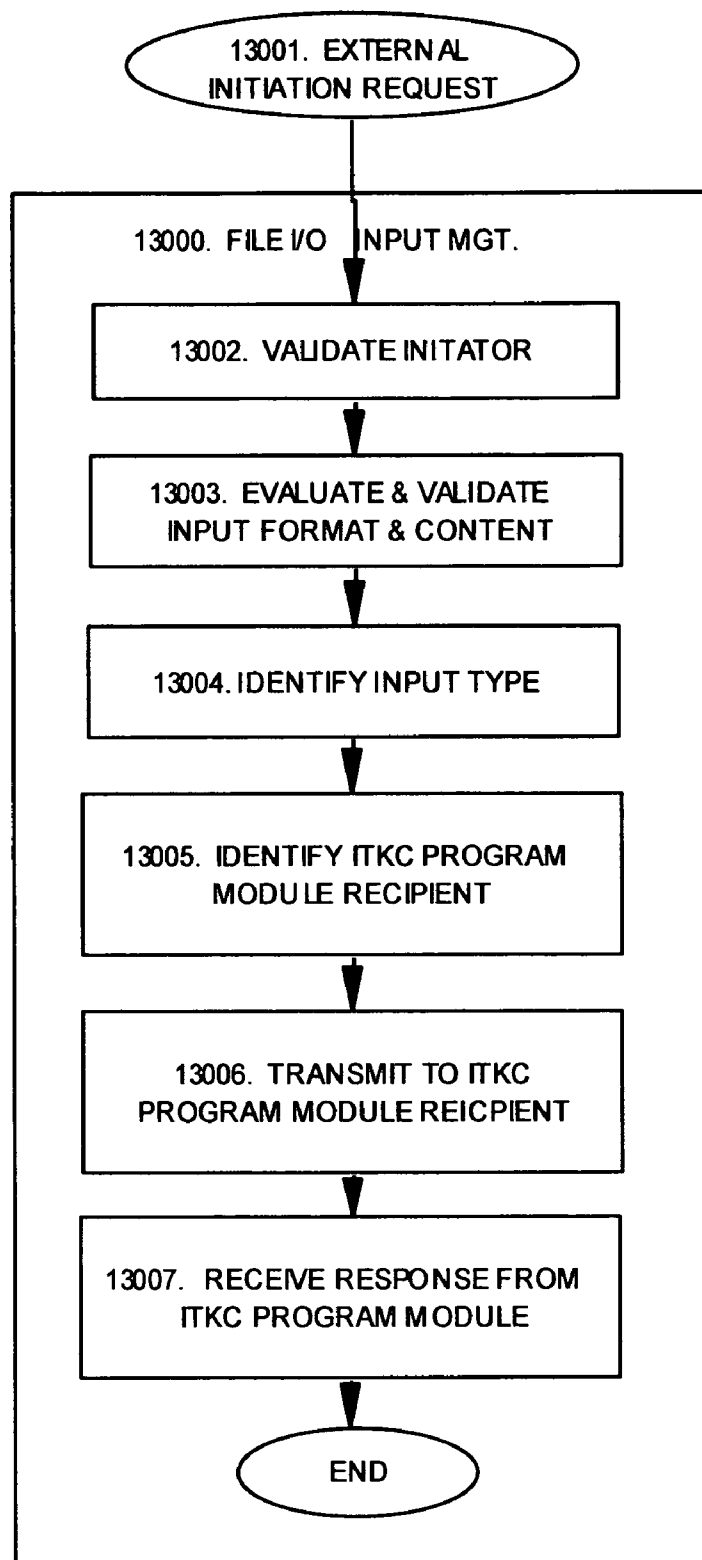 13001. EXTERNAL
INITIATION REQUEST
13000. FILE I/O INPUT MGT.
13002. VALIDATE INITATOR
13003. EVALUATE & VALIDATE
INPUT FORMAT & CONTENT
13004. IDENTIFY INPUT TYPE
13005. IDENTIFY ITKC PROGRAM
MODULE RECIPIENT
13006. TRANSMIT TO ITKC
PROGRAM MODULE REICPIENT
13007. RECEIVE RESPONSE FROM
ITKC PROGRAM MODULE
END